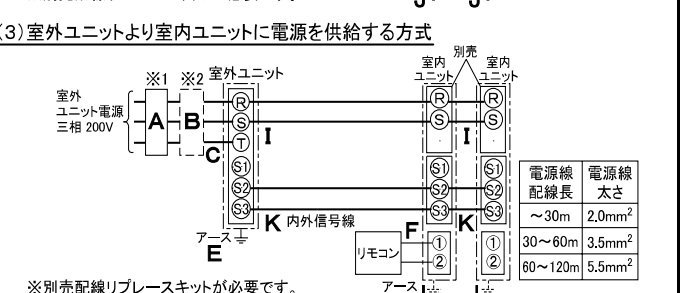 (3)室外ユニットより室内ユニットに電源を供給する方式
別売
※1 ※2 室外ユニット 室内ユニット 室内ユニット
室外
ユニット電源
三相 200V
A B C
R S T S1 S2 S3
I I
R S S1 S2 S3
R S S1 S2 S3
K 内外信号線 F K
アース
E
リモコン
1 2
1 2
アース
電源線配線長 電源線太さ
～30m 2.0mm²
30～60m 3.5mm²
60～120m 5.5mm²
※別売配線リプレースキットが必要です。